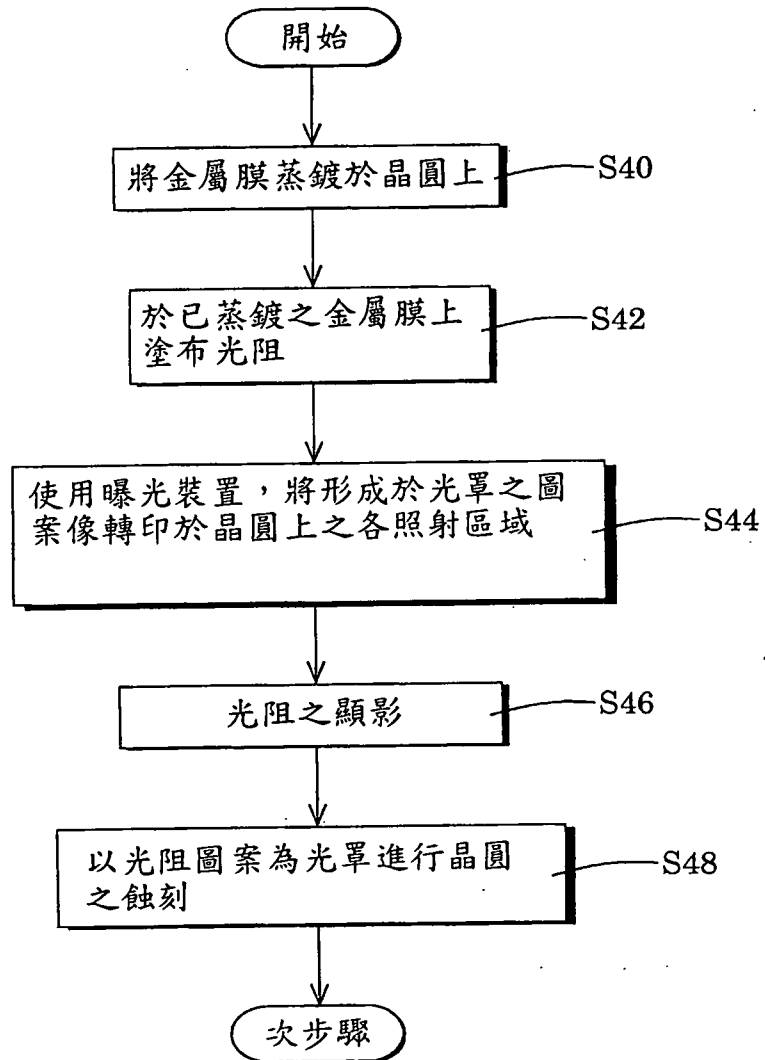 開始
將金屬膜蒸鍍於晶圓上
S40
於已蒸鍍之金屬膜上
塗布光阻
S42
使用曝光裝置，將形成於光罩之圖
案像轉印於晶圓上之各照射區域
S44
光阻之顯影
S46
以光阻圖案為光罩進行晶圓
之蝕刻
S48
次步驟